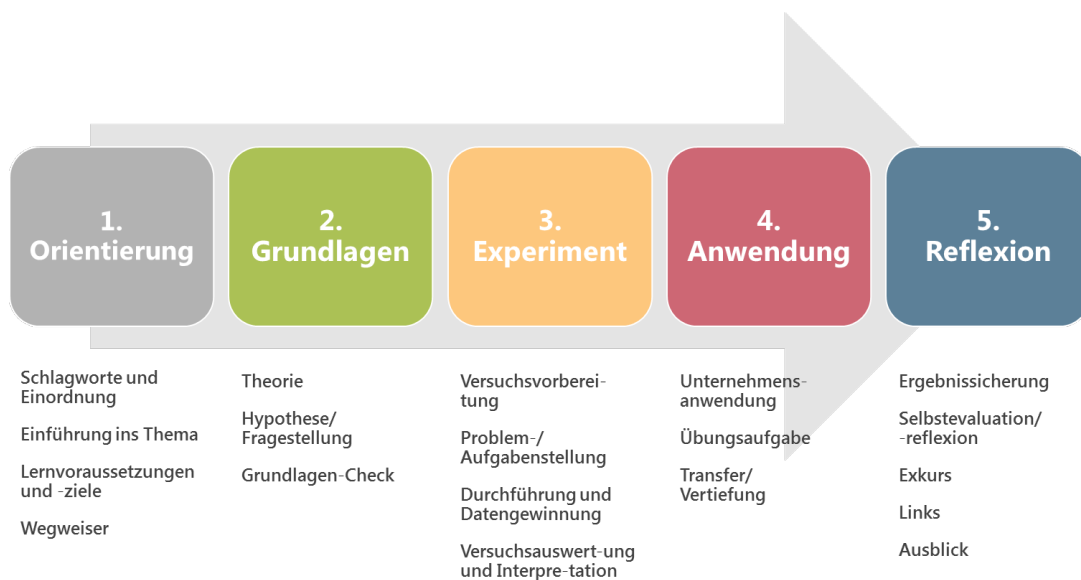 1.
Orientierung
2.
Grundlagen
3.
Experiment
4.
Anwendung
5.
Reflexion
Schlagworte und
Einordnung
Einführung ins Thema
Lernvoraussetzungen
und -ziele
Wegweiser
Theorie
Hypothese/
Fragestellung
Grundlagen-Check
Versuchsvorberei-
tung
Problem-/
Aufgabenstellung
Durchführung und
Datengewinnung
Versuchsauswert-ung
und Interpre-tation
Unternehmens-
anwendung
Übungsaufgabe
Transfer/
Vertiefung
Ergebnissicherung
Selbstevaluation/
-reflexion
Exkurs
Links
Ausblick